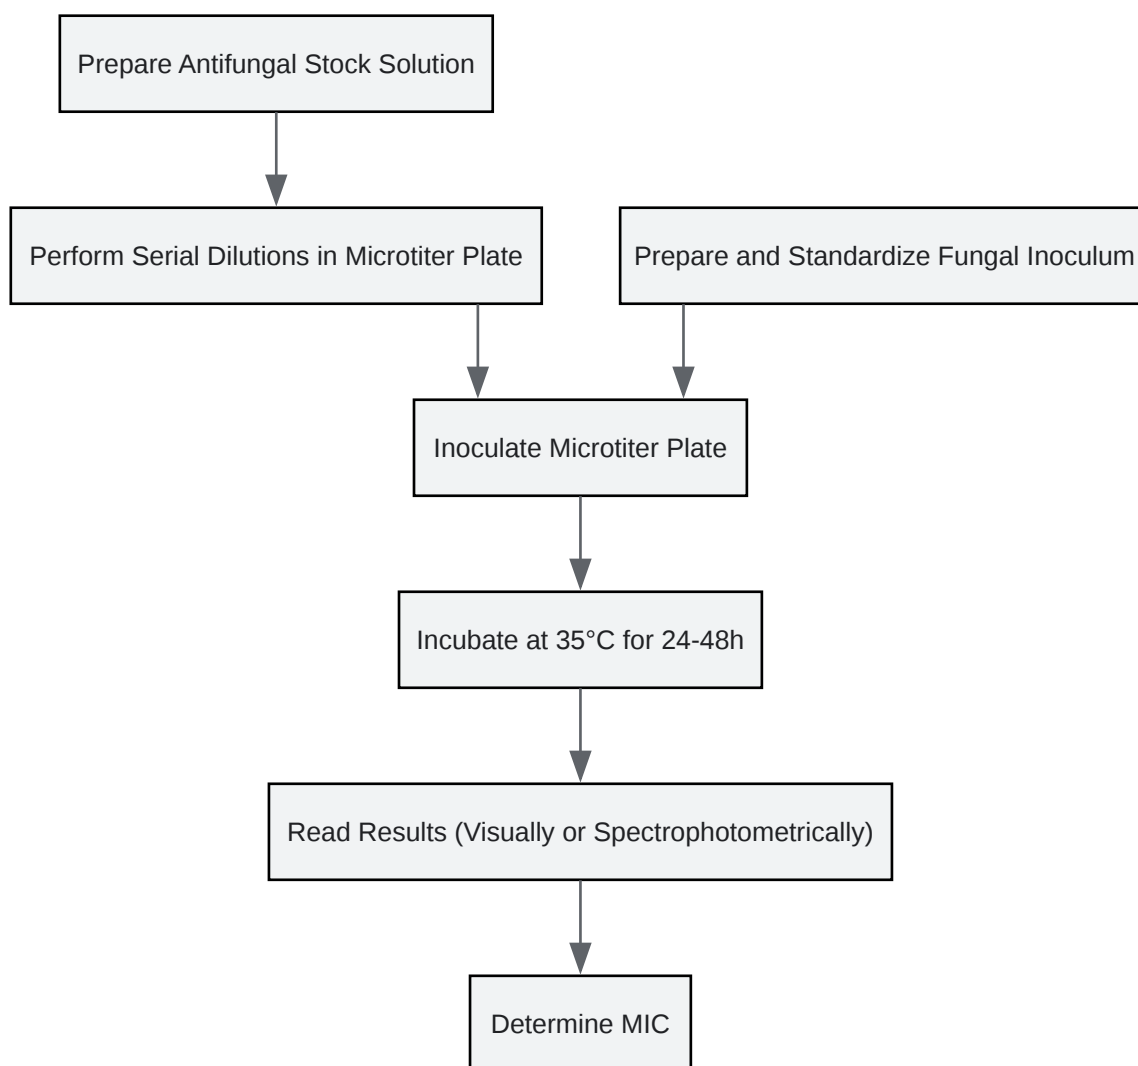 Prepare Antifungal Stock Solution
Perform Serial Dilutions in Microtiter Plate
Prepare and Standardize Fungal Inoculum
Inoculate Microtiter Plate
Incubate at 35°C for 24-48h
Read Results (Visually or Spectrophotometrically)
Determine MIC